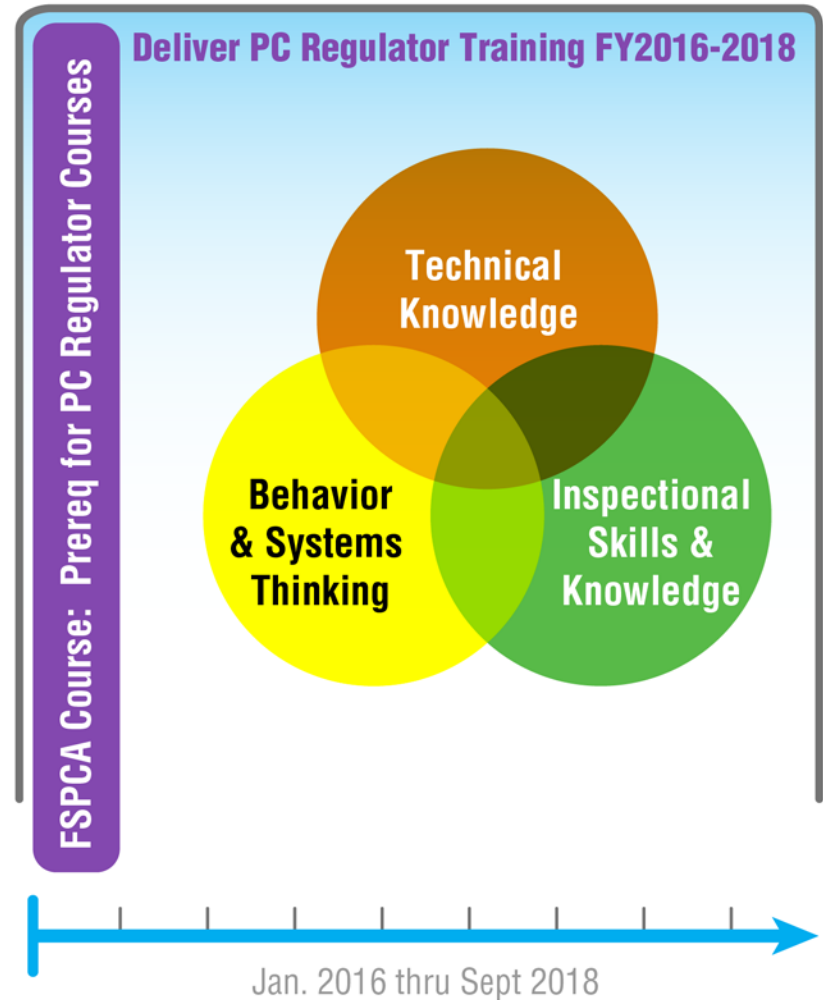 Deliver PC Regulator Training FY2016-2018
FSPCA Course: Prereq for PC Regulator Courses
Technical
Knowledge
Behavior
& Systems
Thinking
Inspectional
Skills &
Knowledge
Jan. 2016 thru Sept 2018